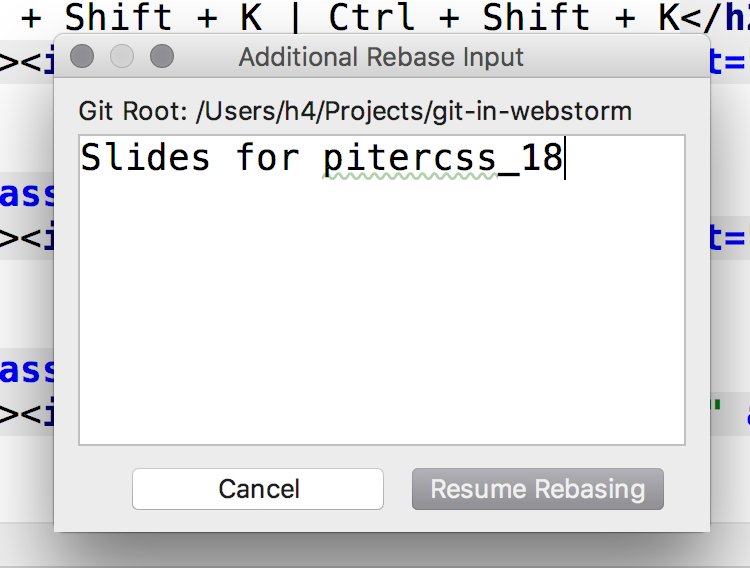 + Shift + K | Ctrl + Shift + K</h2
Additional Rebase Input
><i
t=
Git Root: /Users/h4/Projects/git-in-webstorm
Slides for pitercss_18
ass
><i
t=
ass
><i
" a
Cancel
Resume Rebasing